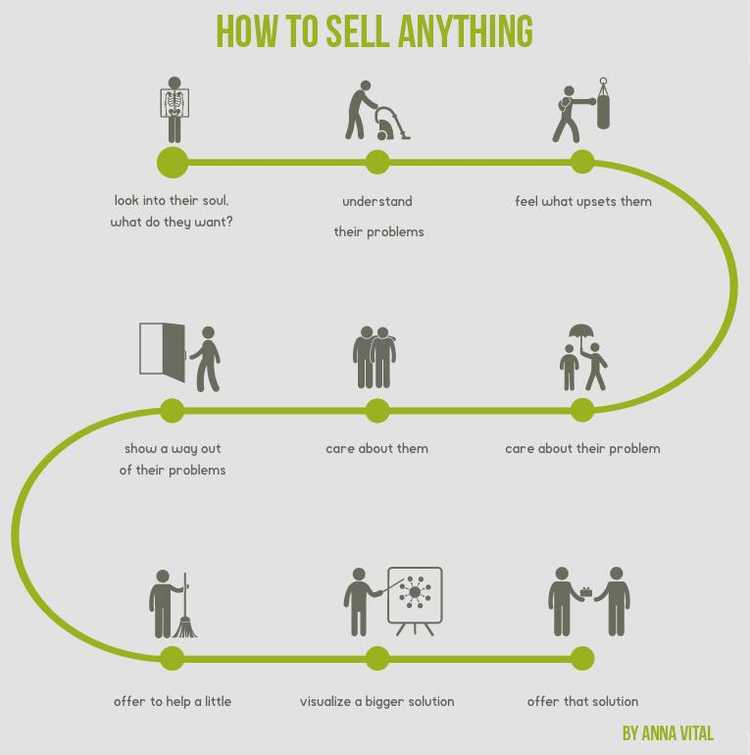 HOW TO SELL ANYTHING
look into their soul,
what do they want?
understand
their problems
feel what upsets them
care about their problem
care about them
show a way out
of their problems
offer to help a little
visualize a bigger solution
offer that solution
BY ANNA VITAL